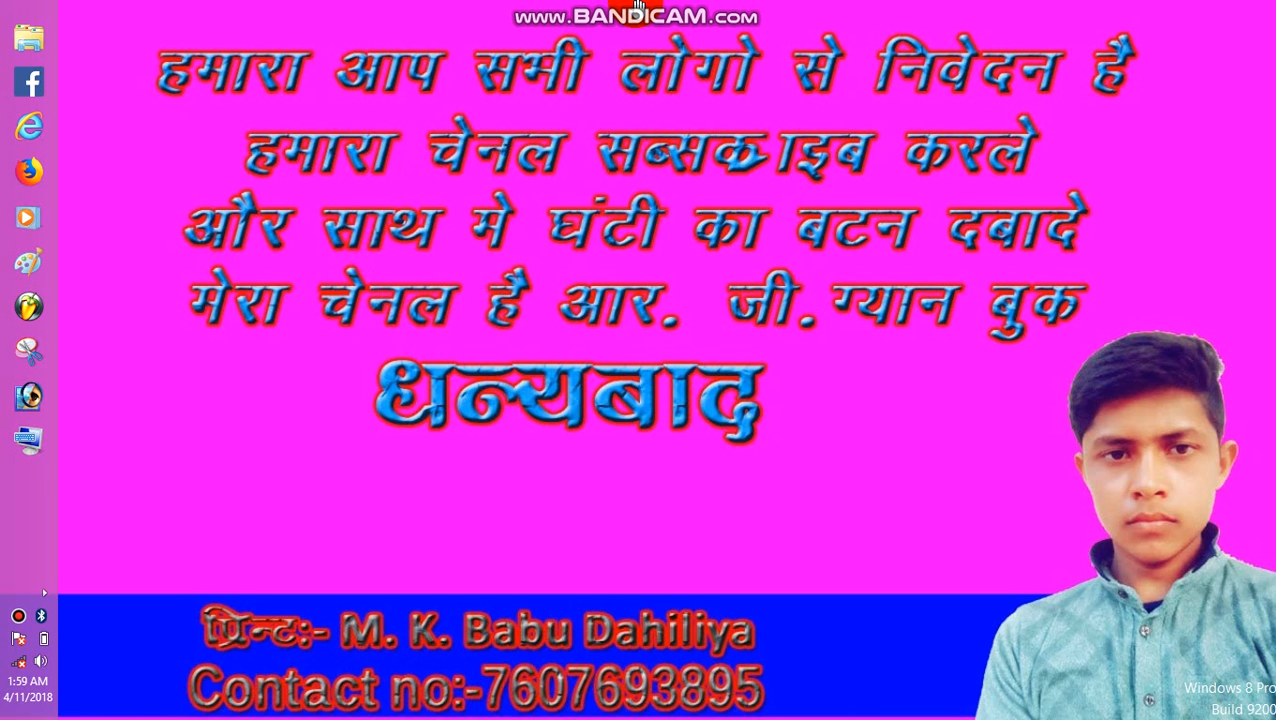 www.BANDICAM.com
हमारा आप सभी लोगो से निवेदन है
हमारा चेनल सब्सक्राइब करले
और साथ मे घंटी का बटन दबादे
मेरा चेनल है आर. जी.ग्यान बुक
धन्यबाद
प्रिन्टः- M. K. Babu Dahiliya
Contact no:-7607693895
1:59 AM
4/11/2018
Windows 8 Pro
Build 9200